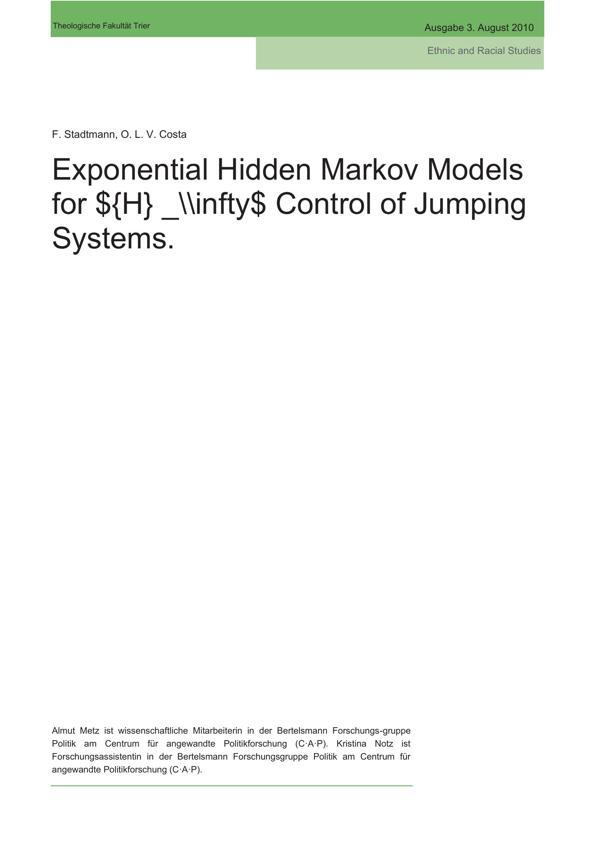 Theologische Fakultät Trier
Ausgabe 3. August 2010
Ethnic and Racial Studies
F. Stadtmann, O. L. V. Costa
Exponential Hidden Markov Models
for ${H} _\\infty$ Control of Jumping
Systems.
Almut Metz ist wissenschaftliche Mitarbeiterin in der Bertelsmann Forschungs-gruppe
Politik am Centrum für angewandte Politikforschung (C·A·P). Kristina Notz ist
Forschungsassistentin in der Bertelsmann Forschungsgruppe Politik am Centrum für
angewandte Politikforschung (C·A·P).